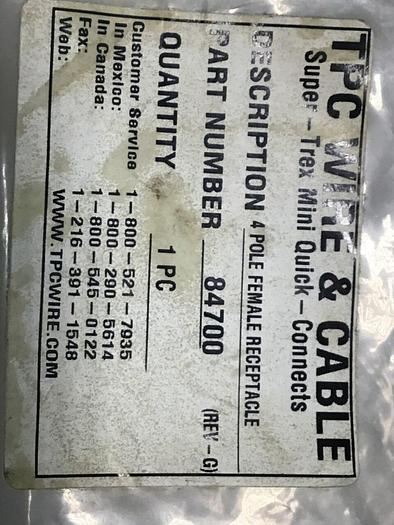 TPC WIRE & CABLE
Super-Trex Mini Quick-Connects
DESCRIPTION 4 POLE FEMALE RECEPTACLE
PART NUMBER 84700 (REV-G)
QUANTITY 1 PC
Customer Service 1-800-521-7935
In Mexico: 1-800-290-5614
In Canada: 1-800-545-0122
Fax: 1-216-391-1548
Web: WWW.TPCWIRE.COM